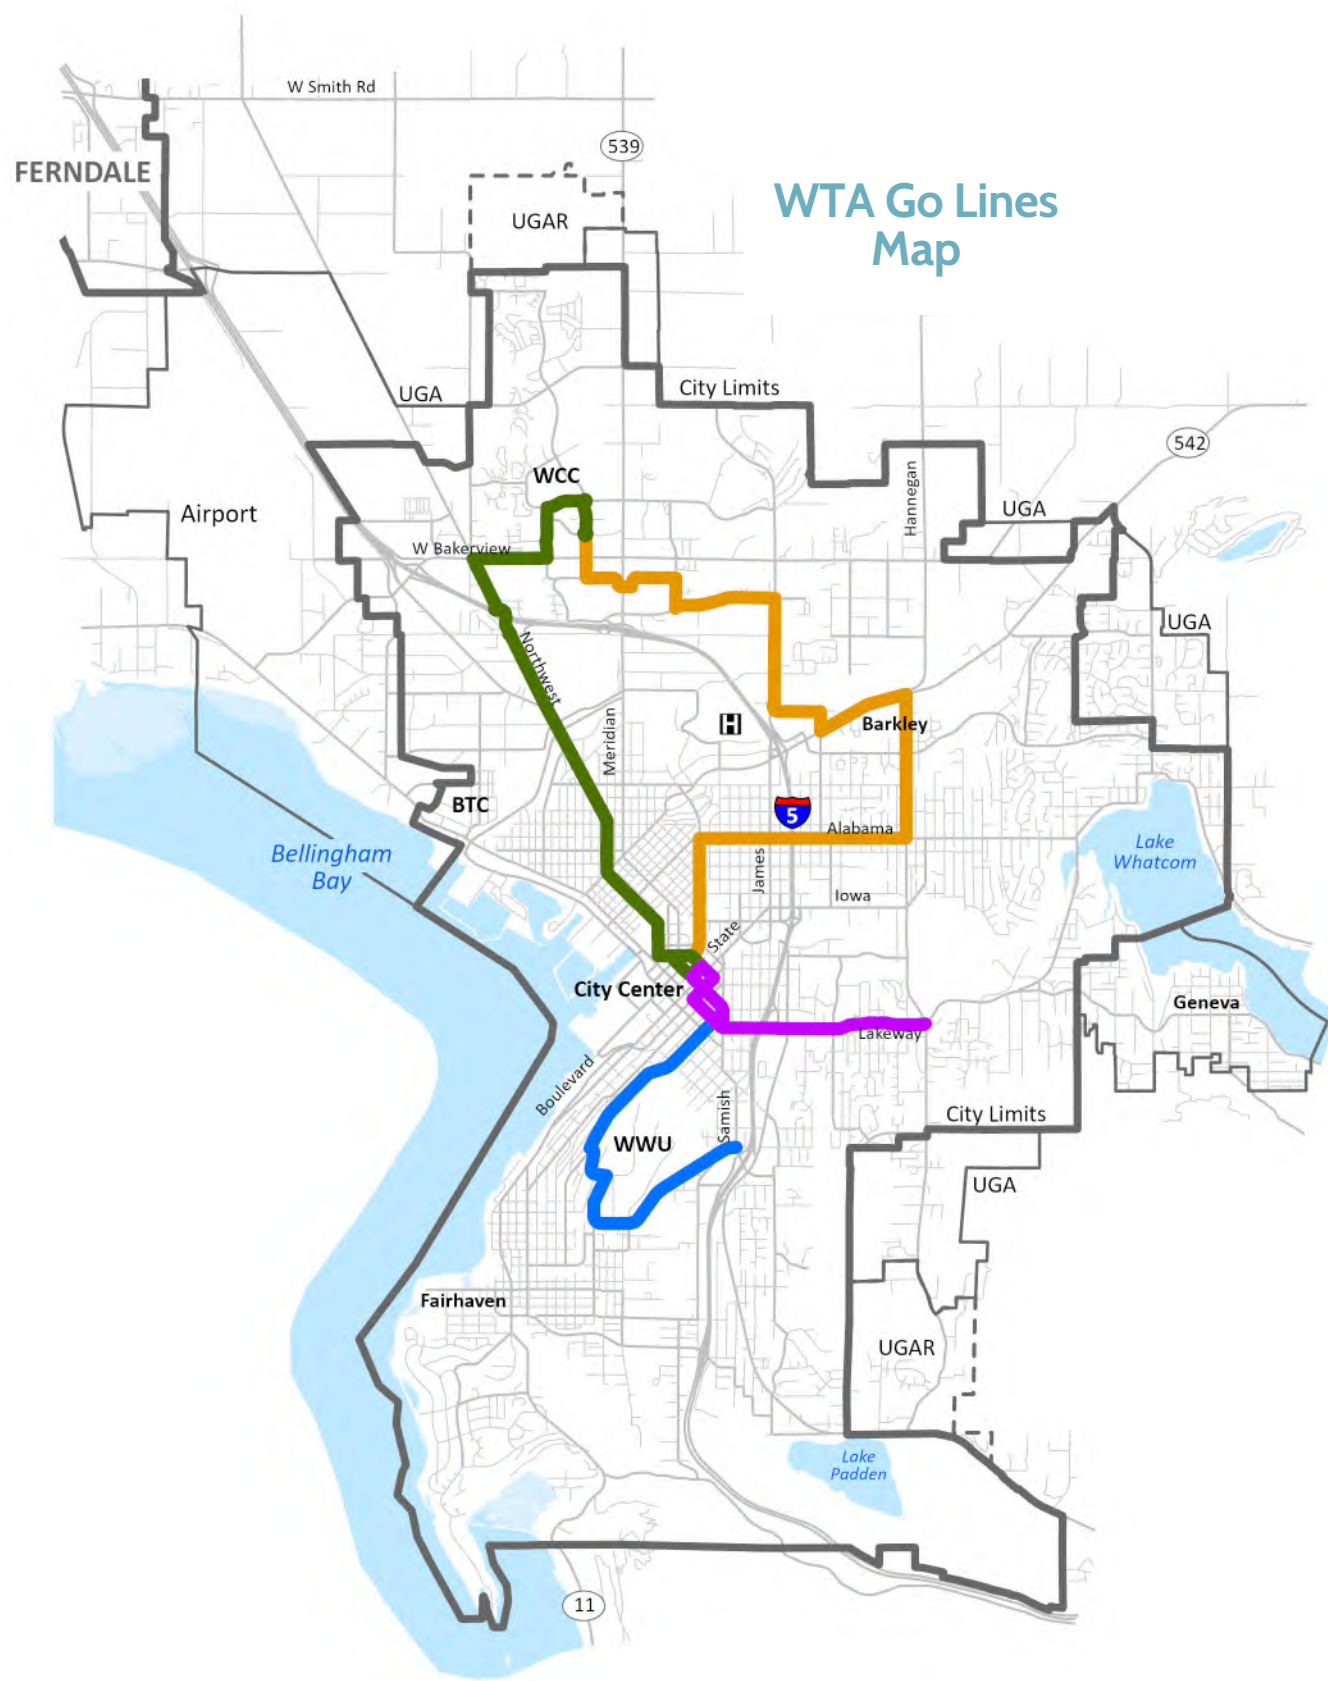 W Smith Rd
539
FERNDALE
WTA Go Lines
Map
UGAR
UGA
City Limits
542
WCC
Hannegan
UGA
Airport
W Bakerview
UGA
Northwest
Meridian
H
Barkley
BTC
5
Alabama
Bellingham
Bay
Lake
Whatcom
James
Iowa
State
City Center
Geneva
Lakeway
Boulevard
Samish
City Limits
WWU
UGA
Fairhaven
UGAR
Lake
Padden
11